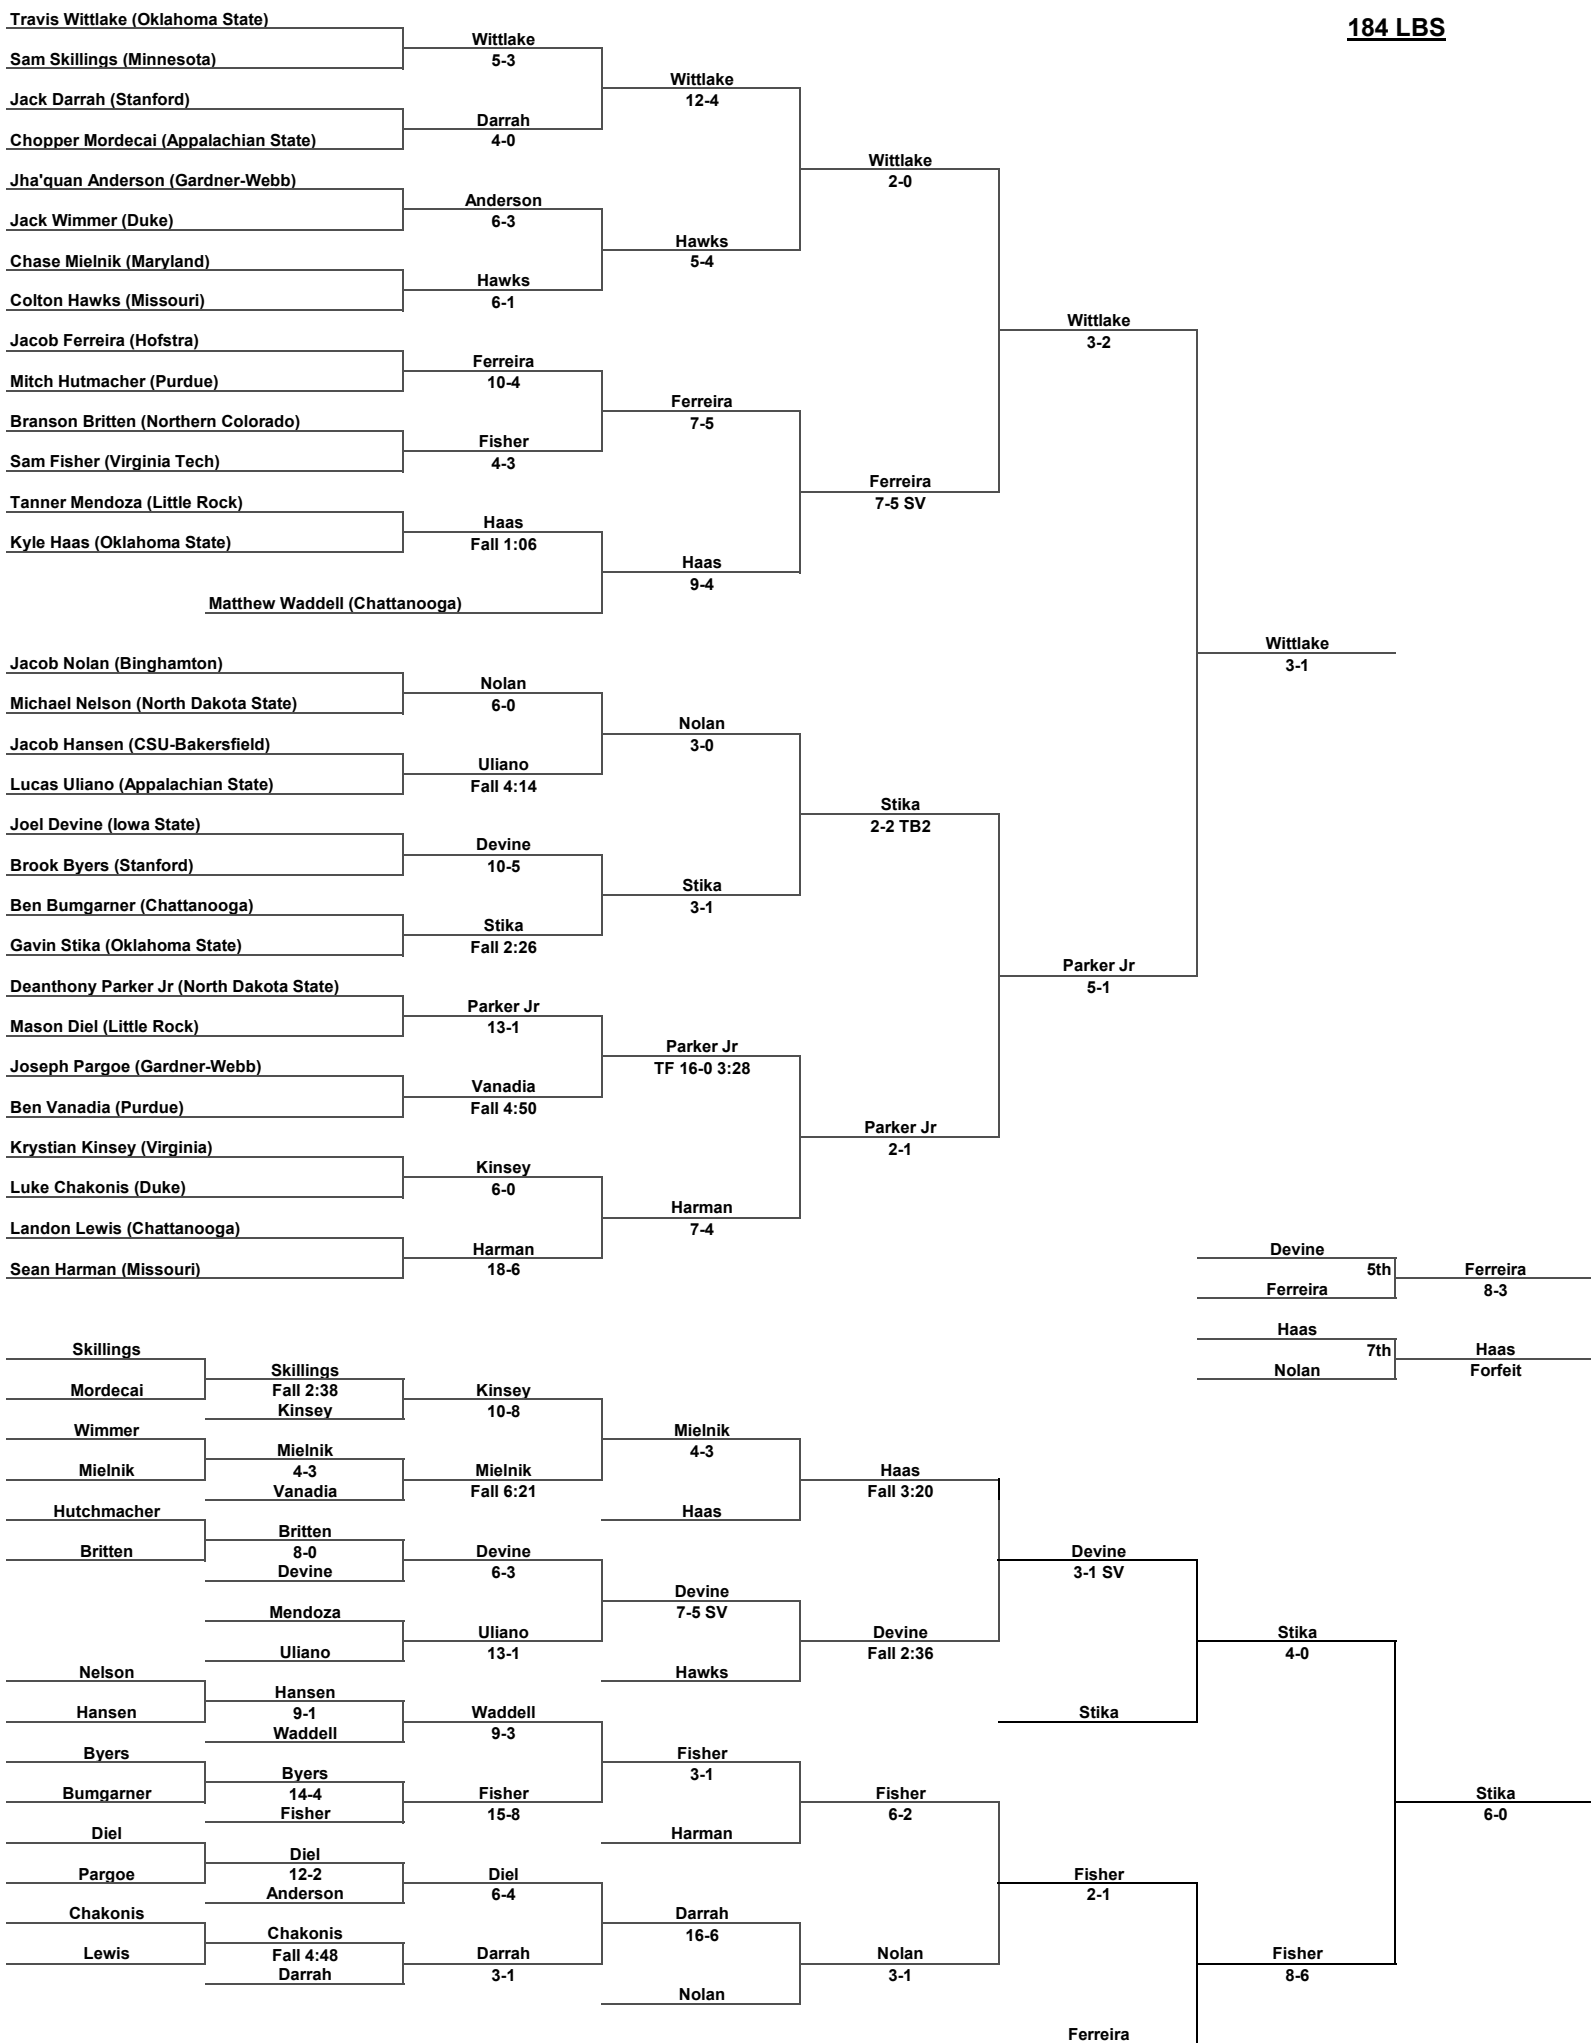 184 LBS
Travis Wittlake (Oklahoma State)
Wittlake
Sam Skillings (Minnesota)
5-3
Wittlake
Jack Darrah (Stanford)
12-4
Darrah
Chopper Mordecai (Appalachian State)
4-0
Wittlake
Jha'quan Anderson (Gardner-Webb)
2-0
Anderson
Jack Wimmer (Duke)
6-3
Hawks
Chase Mielnik (Maryland)
5-4
Hawks
Colton Hawks (Missouri)
6-1
Wittlake
Jacob Ferreira (Hofstra)
3-2
Ferreira
Mitch Hutmacher (Purdue)
10-4
Ferreira
Branson Britten (Northern Colorado)
7-5
Fisher
Sam Fisher (Virginia Tech)
4-3
Ferreira
Tanner Mendoza (Little Rock)
7-5 SV
Haas
Kyle Haas (Oklahoma State)
Fall 1:06
Haas
9-4
Matthew Waddell (Chattanooga)
Wittlake
3-1
Jacob Nolan (Binghamton)
Nolan
Michael Nelson (North Dakota State)
6-0
Nolan
Jacob Hansen (CSU-Bakersfield)
3-0
Uliano
Lucas Uliano (Appalachian State)
Fall 4:14
Stika
Joel Devine (Iowa State)
2-2 TB2
Devine
Brook Byers (Stanford)
10-5
Stika
Ben Bumgarner (Chattanooga)
3-1
Stika
Gavin Stika (Oklahoma State)
Fall 2:26
Parker Jr
Deanthony Parker Jr (North Dakota State)
5-1
Parker Jr
Mason Diel (Little Rock)
13-1
Parker Jr
Joseph Pargoe (Gardner-Webb)
TF 16-0 3:28
Vanadia
Ben Vanadia (Purdue)
Fall 4:50
Parker Jr
Krystian Kinsey (Virginia)
2-1
Kinsey
Luke Chakonis (Duke)
6-0
Harman
Landon Lewis (Chattanooga)
7-4
Harman
Sean Harman (Missouri)
18-6
Devine
5th
Ferreira
Ferreira
8-3
Haas
7th
Haas
Nolan
Forfeit
Skillings
Skillings
Mordecai
Fall 2:38
Kinsey
Kinsey
10-8
Wimmer
Mielnik
Mielnik
4-3
Mielnik
4-3
Mielnik
Haas
Vanadia
Fall 6:21
Fall 3:20
Hutchmacher
Haas
Britten
Britten
8-0
Devine
Devine
Devine
6-3
3-1 SV
Devine
Mendoza
7-5 SV
Uliano
Devine
Stika
Uliano
13-1
Fall 2:36
4-0
Nelson
Hawks
Hansen
Hansen
9-1
Waddell
Stika
Waddell
9-3
Byers
Fisher
Byers
3-1
Bumgarner
14-4
Fisher
Fisher
Stika
Fisher
15-8
6-2
6-0
Diel
Harman
Diel
Pargoe
12-2
Diel
Fisher
Anderson
6-4
2-1
Chakonis
Darrah
Chakonis
16-6
Lewis
Fall 4:48
Darrah
Nolan
Fisher
Darrah
3-1
3-1
8-6
Nolan
Ferreira